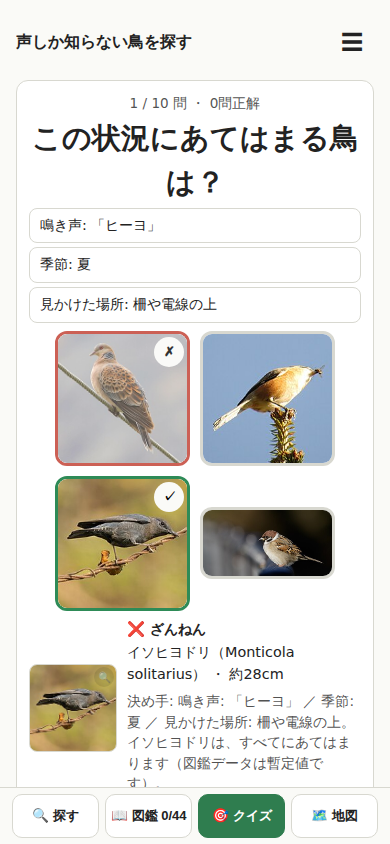 声しか知らない鳥を探す
☰
1 / 10 問 ・ 0問正解
この状況にあてはまる鳥
は？
鳴き声: 「ヒーヨ」
季節: 夏
見かけた場所: 柵や電線の上
✗
✓
❌ ざんねん
イソヒヨドリ（Monticola
solitarius） ・ 約28cm
決め手: 鳴き声: 「ヒーヨ」 ／ 季節:
夏 ／ 見かけた場所: 柵や電線の上。
イソヒヨドリは、すべてにあてはま
ります（図鑑データは暫定値で
す）。
🔍 探す
📖 図鑑 0/44
🎯 クイズ
🗺️ 地図